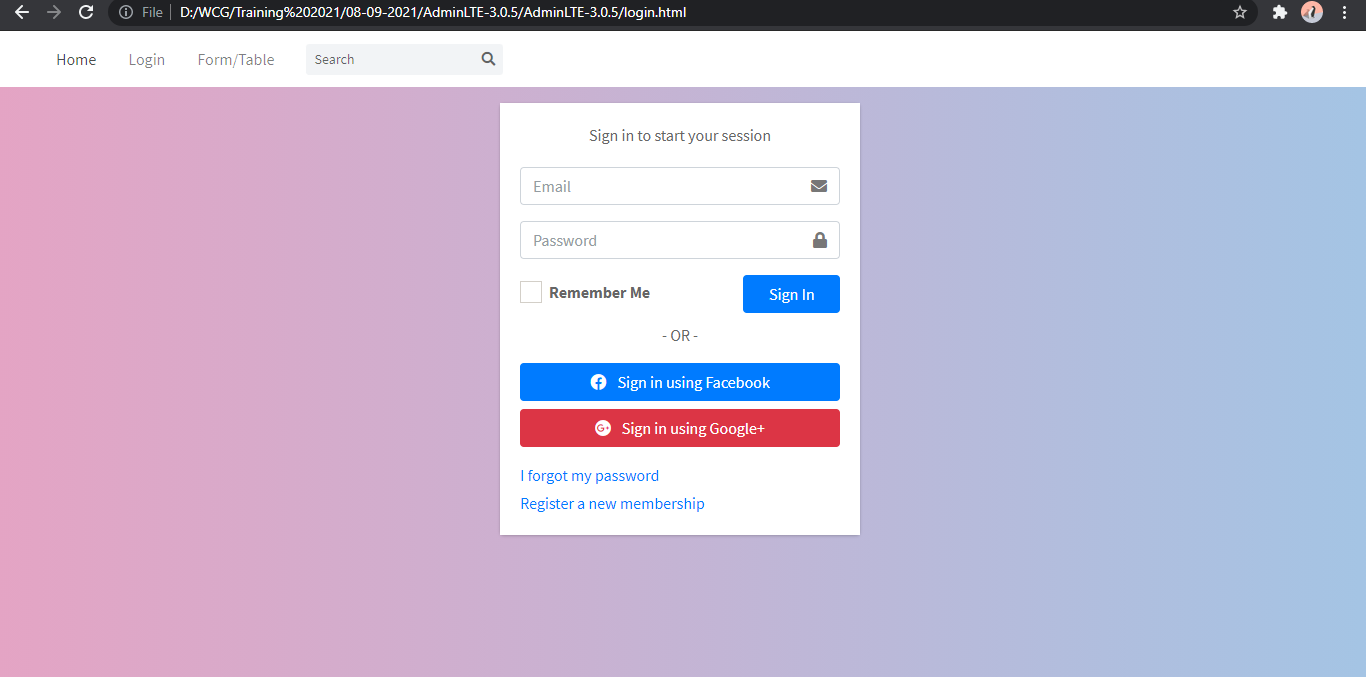 File D:/WCG/Training%202021/08-09-2021/AdminLTE-3.0.5/AdminLTE-3.0.5/login.html
Home Login Form/Table Search
Sign in to start your session
Email
Password
Remember Me Sign In
- OR -
Sign in using Facebook
G+ Sign in using Google+
I forgot my password
Register a new membership